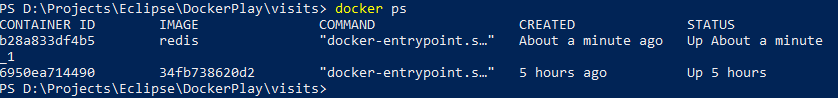 PS D:\Projects\Eclipse\DockerPlay\visits> docker ps
CONTAINER ID IMAGE COMMAND CREATED STATUS
b28a833df4b5 redis "docker-entrypoint.s…" About a minute ago Up About a minute
_1
6950ea714490 34fb738620d2 "docker-entrypoint.s…" 5 hours ago Up 5 hours
PS D:\Projects\Eclipse\DockerPlay\visits>